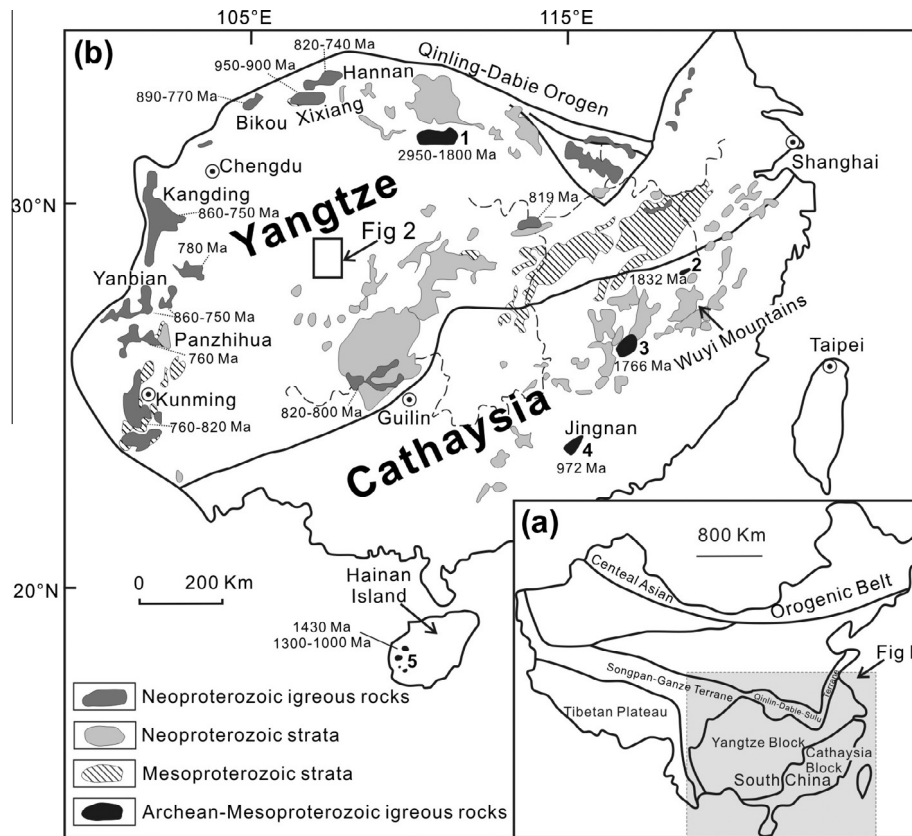 105°E
115°E
(b)
820-740 Ma
950-900 Ma
Hannan
Qinling-Dabie Orogen
890-770 Ma
Bikou
Xixiang
1
2950-1800 Ma
Chengdu
Shanghai
Kangding
30°N
860-750 Ma
Yangtze
819 Ma
Fig 2
780 Ma
Yanbian
2
1832 Ma
860-750 Ma
Panzhihua
760 Ma
3
1766 Ma
Wuyi Mountains
Taipei
Kunming
820-800 Ma
Guilin
760-820 Ma
Cathaysia
Jingnan
4
972 Ma
20°N
0 200 Km
Hainan
Island
1430 Ma
1300-1000 Ma
5
Neoproterozoic igreous rocks
Neoproterozoic strata
Mesoproterozoic strata
Archean-Mesoproterozoic igreous rocks
(a)
800 Km
Centeal Asian
Orogenic Belt
Fig I
Songpan-Ganze Terrane
Qinlin-Dabie-Sulu
Terrane
Tibetan Plateau
Yangtze Block
Cathaysia
Block
South China